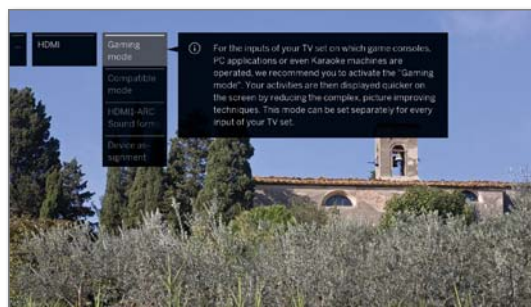 HDMI
Gaming
mode
For the inputs of your TV set on which game consoles,
PC applications or even Karaoke machines are
operated, we recommend you to activate the "Gaming
mode". Your activities are then displayed quicker on
the screen by reducing the complex, picture improving
techniques. This mode can be set separately for every
input of your TV set.
Compatible
mode
HDMI-ARC
Sound form.
Device as-
signment